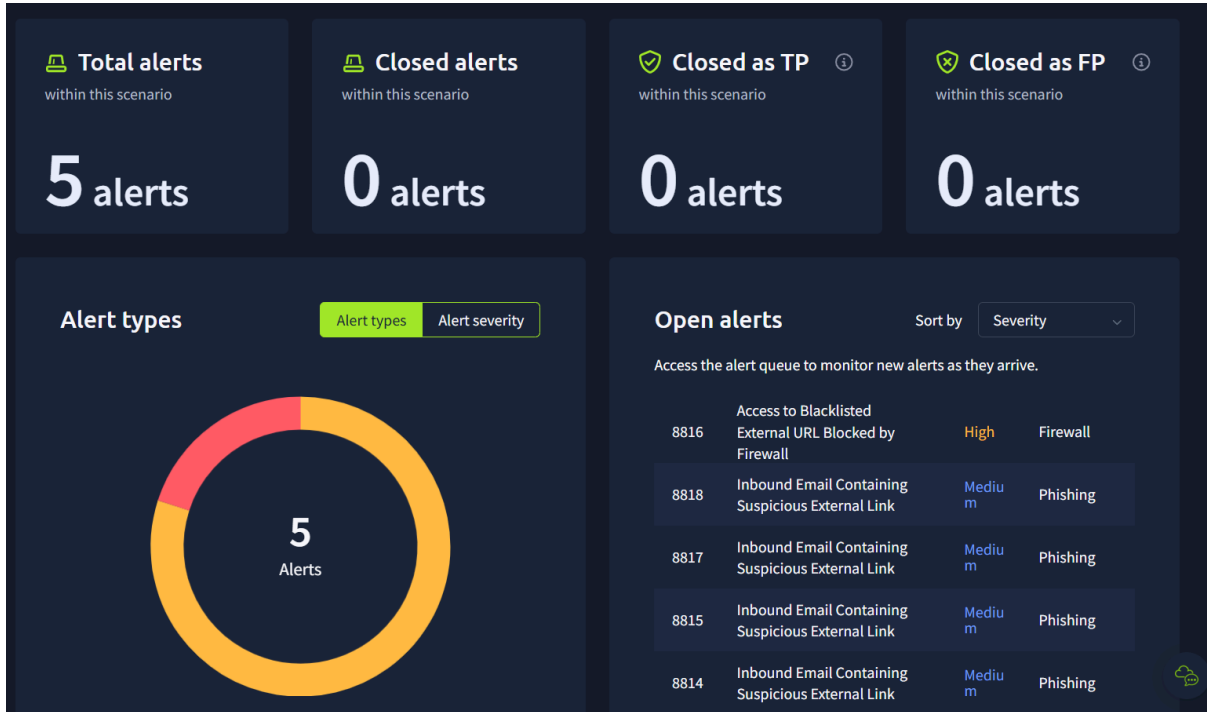 Total alerts
within this scenario
5 alerts
Closed alerts
within this scenario
0 alerts
Closed as TP
within this scenario
0 alerts
Closed as FP
within this scenario
0 alerts
Alert types
Alert types
Alert severity
5
Alerts
Open alerts
Sort by
Severity
Access the alert queue to monitor new alerts as they arrive.
8816
Access to Blacklisted
External URL Blocked by
Firewall
High
Firewall
8818
Inbound Email Containing
Suspicious External Link
Mediu
m
Phishing
8817
Inbound Email Containing
Suspicious External Link
Mediu
m
Phishing
8815
Inbound Email Containing
Suspicious External Link
Mediu
m
Phishing
8814
Inbound Email Containing
Suspicious External Link
Mediu
m
Phishing